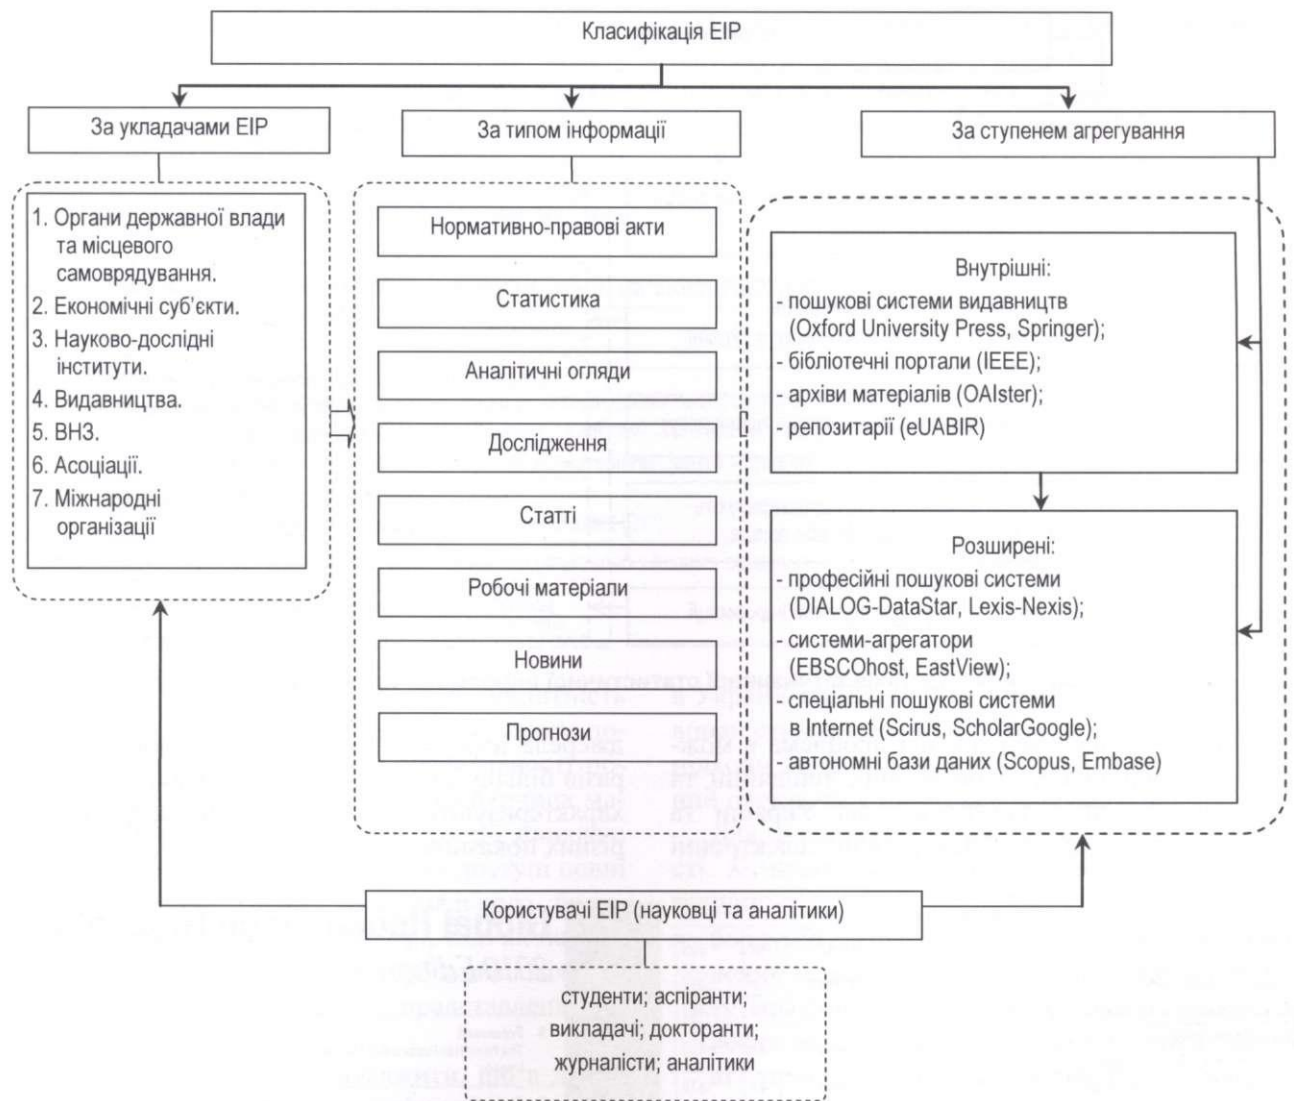 Класифікація ЕІР
За укладачами ЕІР
За типом інформації
За ступенем агрегування
1. Органи державної влади
та місцевого
самоврядування.
2. Економічні суб’єкти.
3. Науково-дослідні
інститути.
4. Видавництва.
5. ВНЗ.
6. Асоціації.
7. Міжнародні
організації
Нормативно-правові акти
Статистика
Аналітичні огляди
Дослідження
Статті
Робочі матеріали
Новини
Прогнози
Внутрішні:
- пошукові системи видавництв
(Oxford University Press, Springer);
- бібліотечні портали (IEEE);
- архіви матеріалів (OAIster);
- репозитарії (eUABIR)
Розширені:
- професійні пошукові системи
(DIALOG-DataStar, Lexis-Nexis);
- системи-агрегатори
(EBSCOhost, EastView);
- спеціальні пошукові системи
в Internet (Scirus, ScholarGoogle);
- автономні бази даних (Scopus, Embase)
Користувачі ЕІР (науковці та аналітики)
студенти; аспіранти;
викладачі; докторанти;
журналісти; аналітики